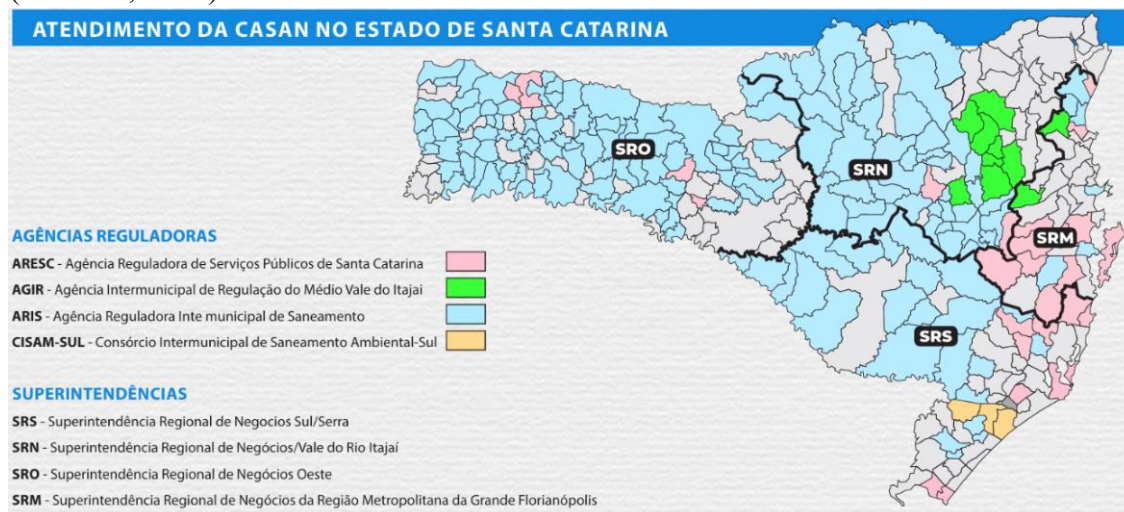 ATENDIMENTO DA CASAN NO ESTADO DE SANTA CATARINA
SRO
SRN
SRM
SRS
AGÊNCIAS REGULADORAS
ARESC - Agência Reguladora de Serviços Públicos de Santa Catarina
AGIR - Agência Intermunicipal de Regulação do Médio Vale do Itajai
ARIS - Agência Reguladora Inte municipal de Saneamento
CISAM-SUL - Consórcio Intermunicipal de Saneamento Ambiental-Sul
SUPERINTENDÊNCIAS
SRS - Superintendência Regional de Negocios Sul/Serra
SRN - Superintendência Regional de Negócios/Vale do Rio Itajaí
SRO - Superintendência Regional de Negócios Oeste
SRM - Superintendência Regional de Negócios da Região Metropolitana da Grande Florianópolis